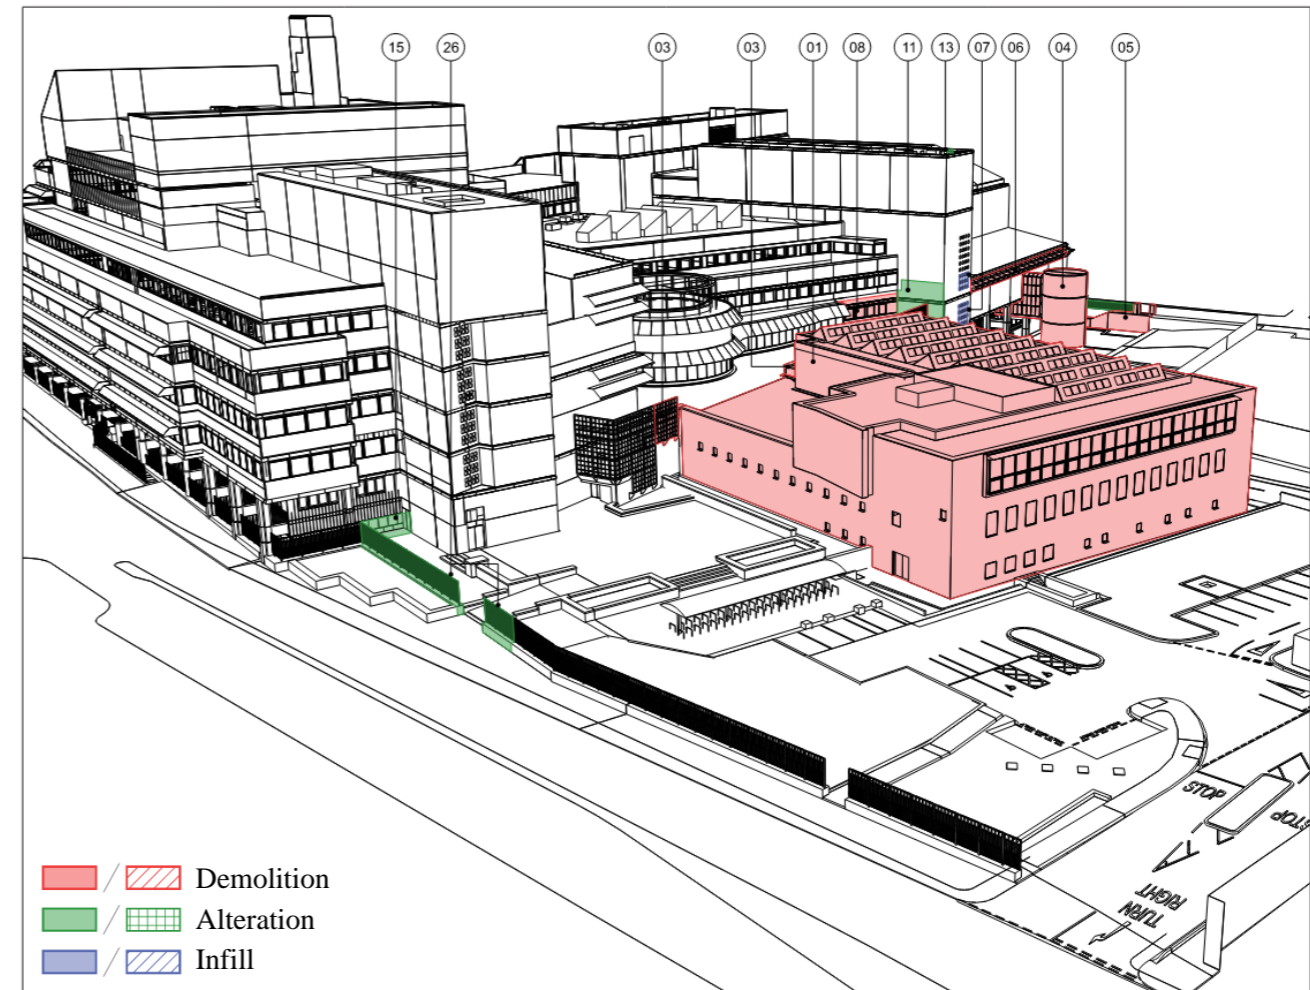 15 26 03 03 01 08 11 13 07 06 04 05
STOP
STOP
TURN
RIGHT
Demolition
Alteration
Infill